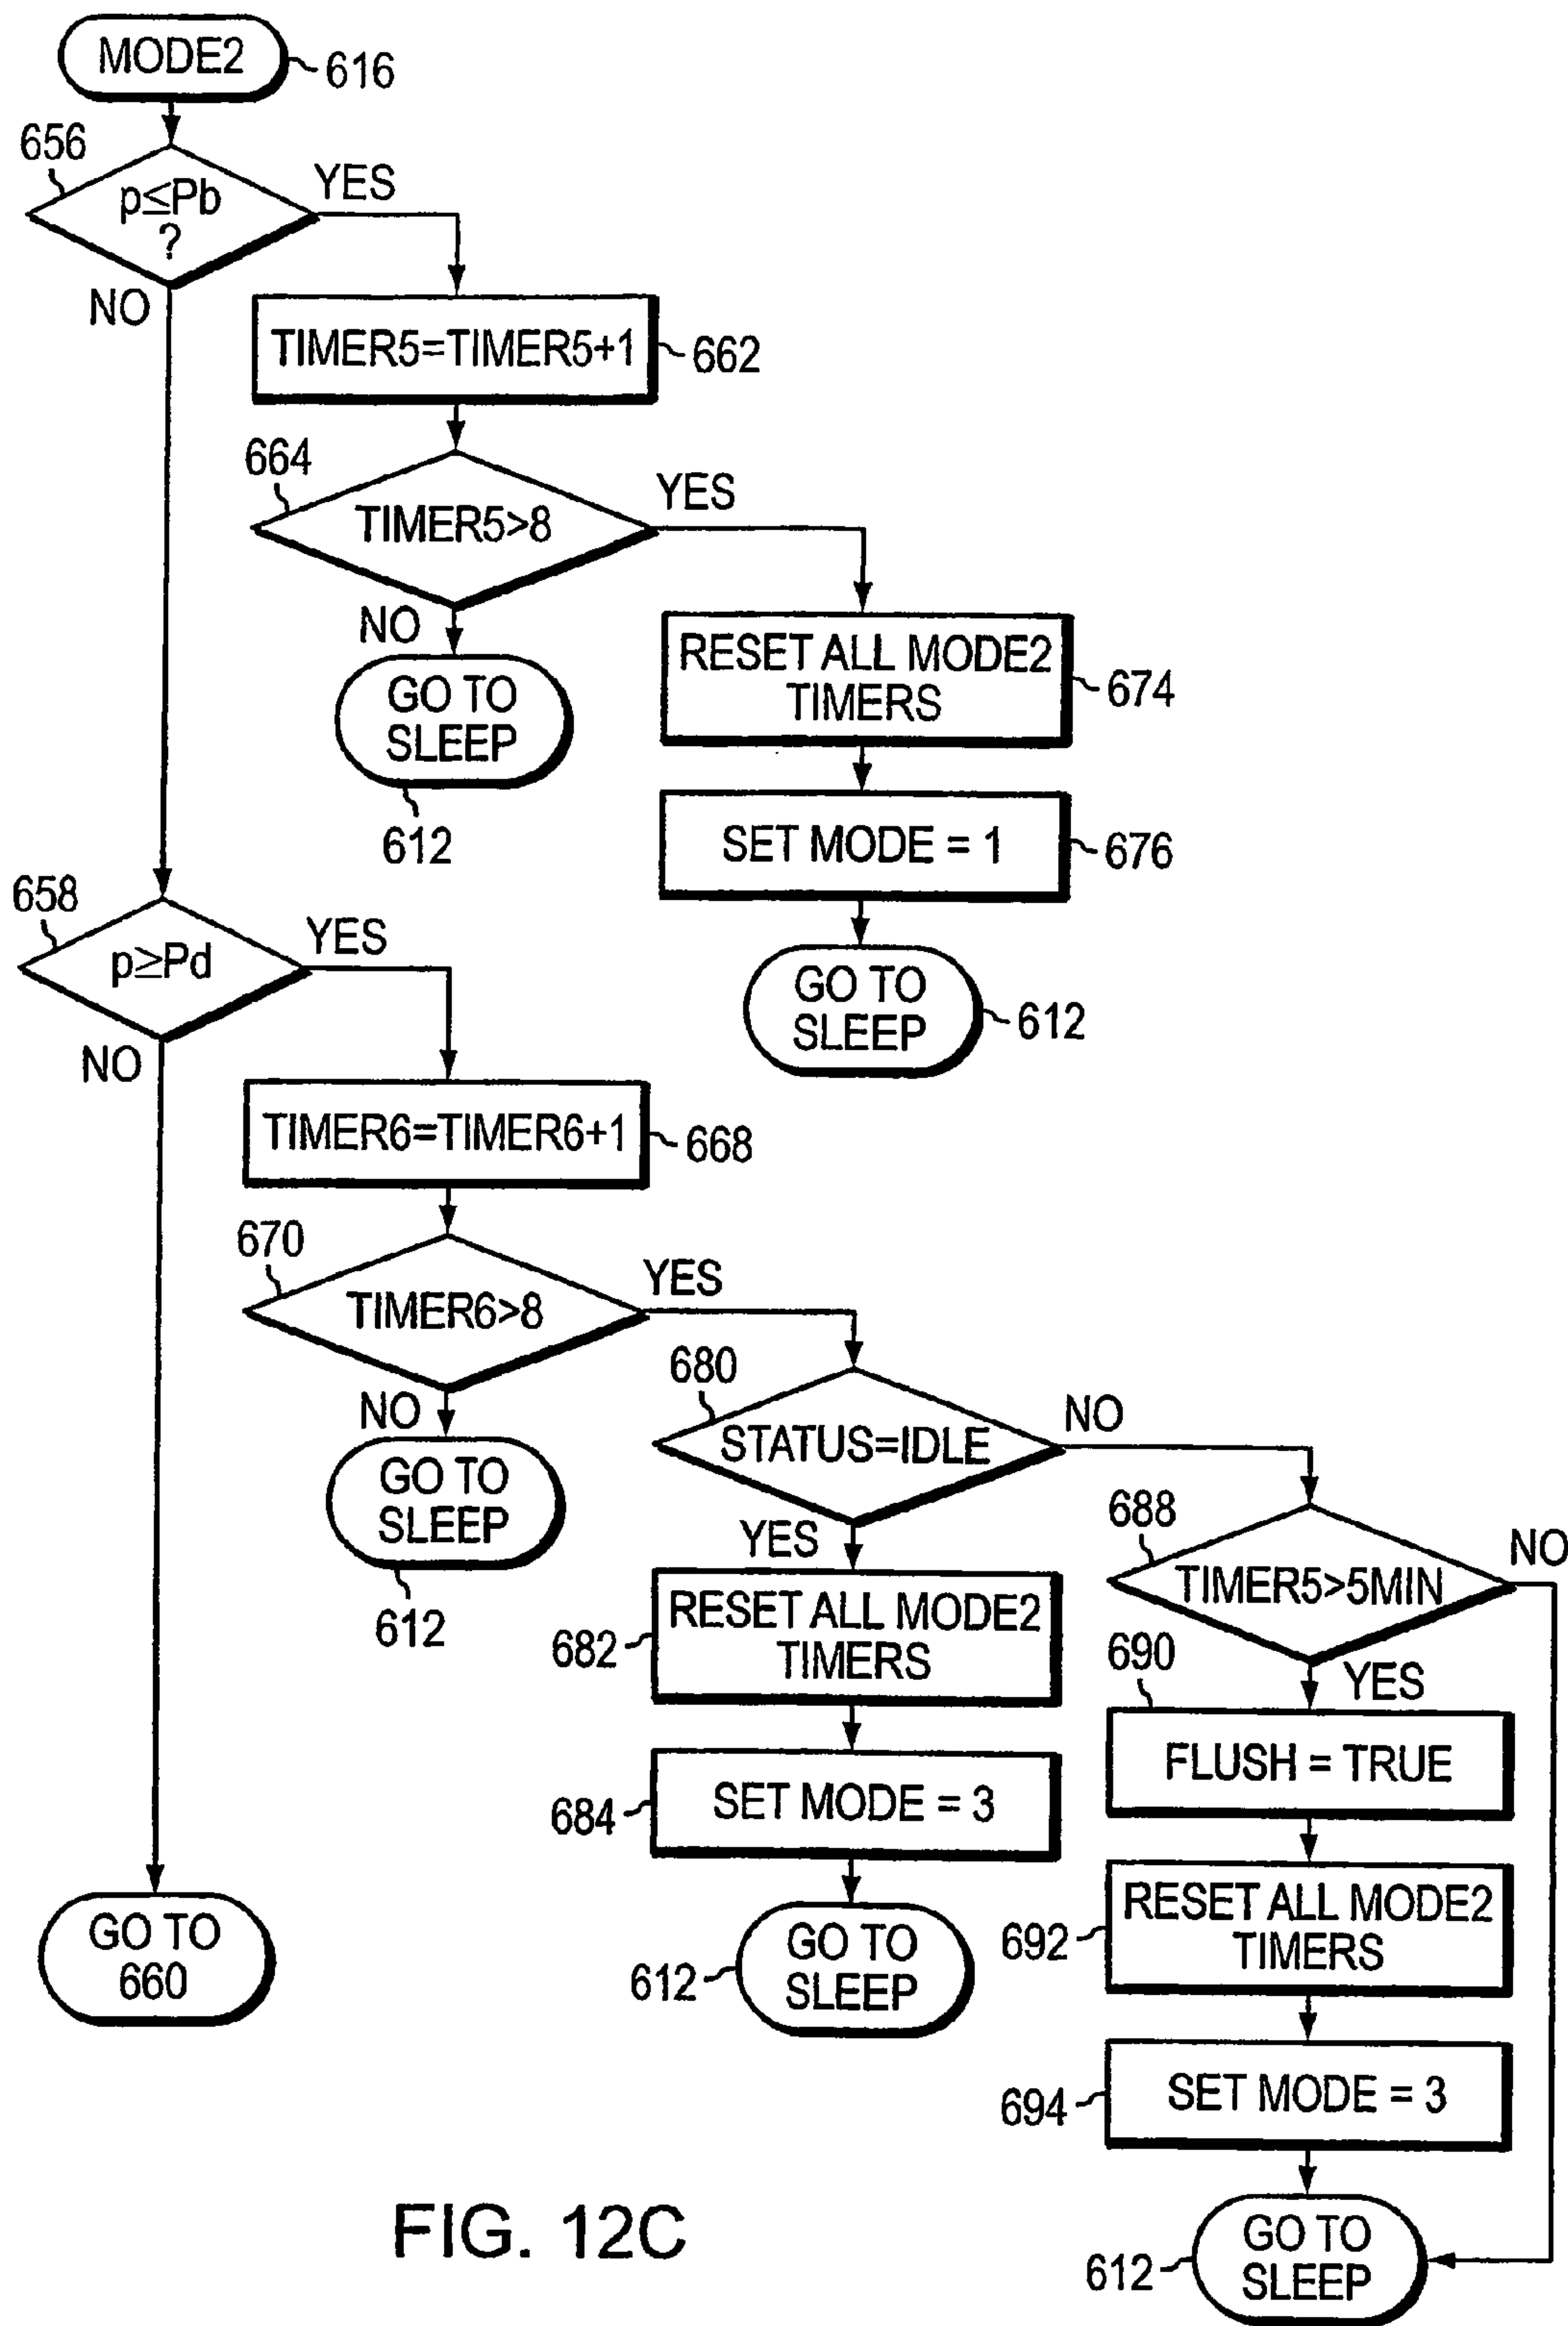 MODE2
616
656
p≤Pb
?
YES
NO
TIMER5=TIMER5+1
662
664
TIMER5>8
YES
NO
GO TO
SLEEP
612
RESET ALL MODE2
TIMERS
674
SET MODE = 1
676
GO TO
SLEEP
612
658
p≥Pd
YES
NO
TIMER6=TIMER6+1
668
670
TIMER6>8
YES
NO
GO TO
SLEEP
612
680
STATUS=IDLE
NO
YES
RESET ALL MODE2
TIMERS
682
SET MODE = 3
684
GO TO
SLEEP
612
688
TIMER5>5MIN
NO
YES
690
FLUSH = TRUE
RESET ALL MODE2
TIMERS
692
SET MODE = 3
694
GO TO
SLEEP
612
GO TO
660
FIG. 12C